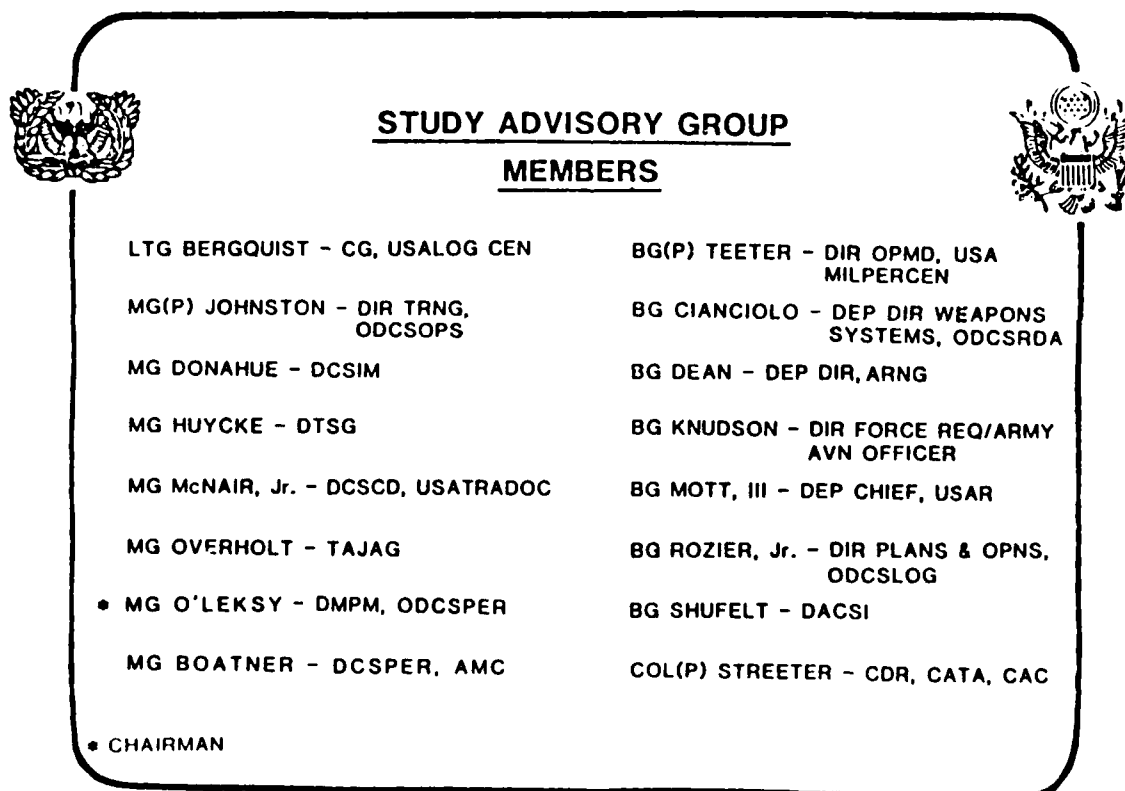 STUDY ADVISORY GROUP
MEMBERS
LTG BERGQUIST - CG, USALOG CEN
MG(P) JOHNSTON - DIR TRNG,
ODCSOPS
MG DONAHUE - DCSIM
MG HUYCKE - DTSG
MG McNAIR, Jr. - DCSCD, USATRADOC
MG OVERHOLT - TAJAG
* MG O'LEKSY - DMPM, ODCSPER
MG BOATNER - DCSPER, AMC
BG(P) TEETER - DIR OPMD, USA
MILPERCEN
BG CIANCIOLO - DEP DIR WEAPONS
SYSTEMS, ODCSRDA
BG DEAN - DEP DIR, ARNG
BG KNUDSON - DIR FORCE REQ/ARMY
AVN OFFICER
BG MOTT, III - DEP CHIEF, USAR
BG ROZIER, Jr. - DIR PLANS & OPNS,
ODCSLOG
BG SHUFELT - DACSI
COL(P) STREETER - CDR, CATA, CAC
* CHAIRMAN